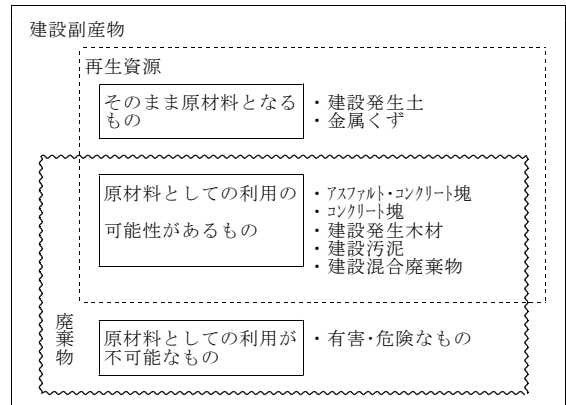 建設副産物
再生資源
そのまま原材料となる
もの
・建設発生土
・金属くず
原材料としての利用の
可能性があるもの
・ｱｽﾌｧﾙﾄ・ｺﾝｸﾘｰﾄ塊
・ｺﾝｸﾘｰﾄ塊
・建設発生木材
・建設汚泥
・建設混合廃棄物
廃棄物
原材料としての利用が
不可能なもの
・有害・危険なもの